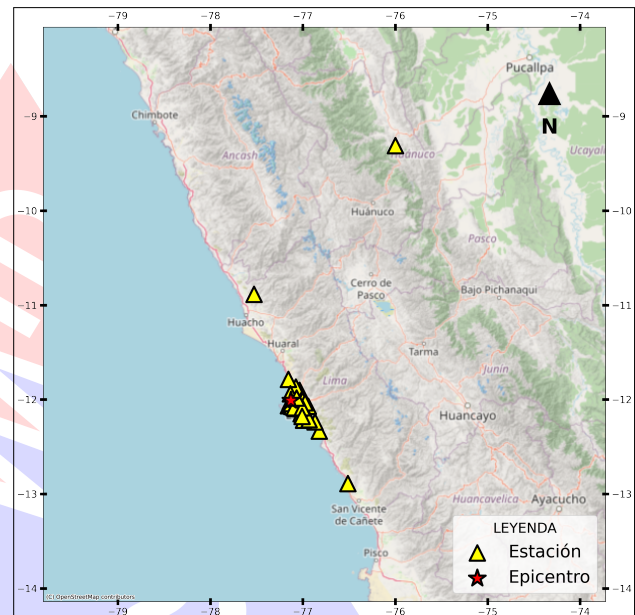 −79 −78 −77 −76 −75 −74
Pucallpa
−9 −9
Chimbote
N
Ancash
Huánuco
Ucayali
−10 −10
Huánuco
Pasco
Cerro de
Pasco
Bajo Pichanaqui
−11 −11
Huacho
Huaral
Tarma
Lima
Junín
−12 −12
Huancayo
−13 −13
Huancavelica
Ayacucho
San Vicente
de Cañete
LEYENDA
Estación
Pisco
Epicentro
−14 −14
(C) OpenStreetMap contributors
−79 −78 −77 −76 −75 −74